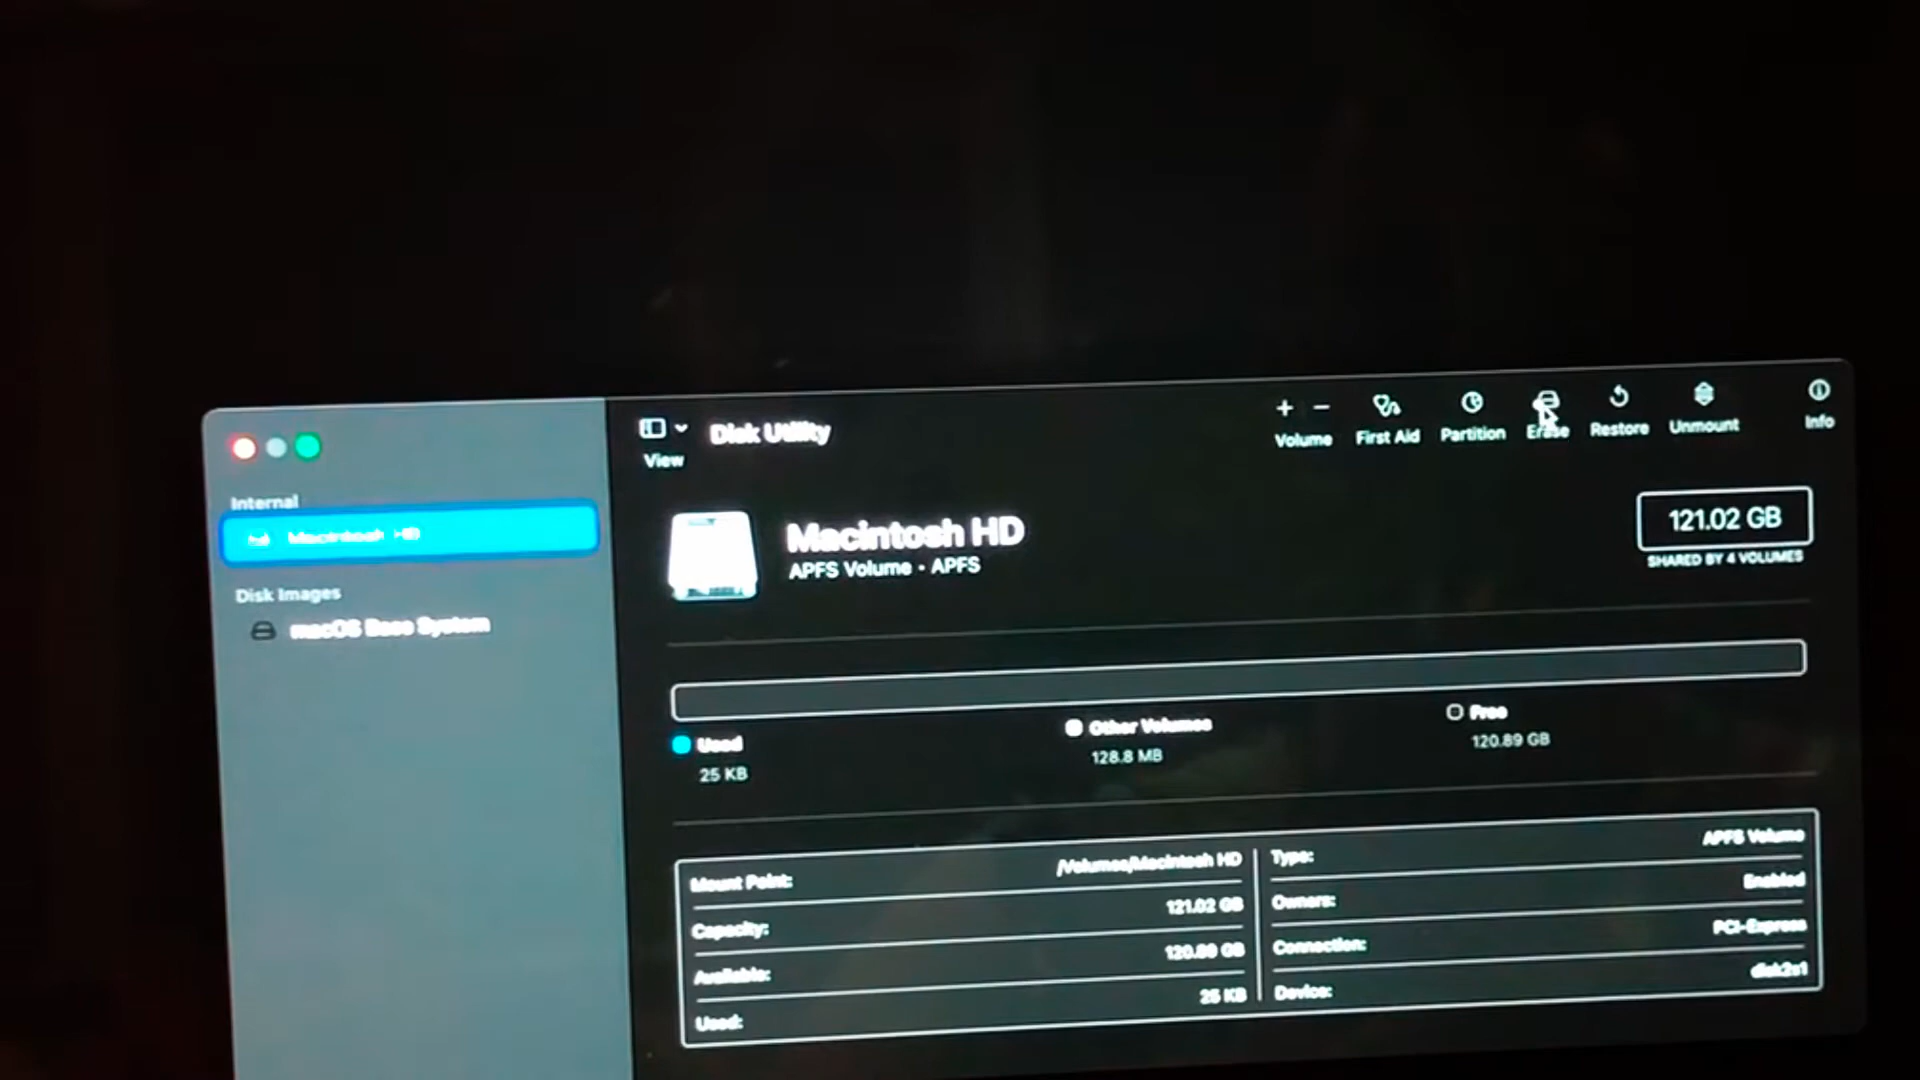 Disk Utility
View
Volume
First Aid
Partition
Erase
Restore
Unmount
Info
Internal
Macintosh HD
Disk Images
macOS Base System
Macintosh HD
APFS Volume • APFS
121.02 GB
SHARED BY 4 VOLUMES
Used
25 KB
Other Volumes
128.8 MB
Free
120.89 GB
Mount Point: /Volumes/Macintosh HD
Capacity: 121.02 GB
Available: 120.89 GB
Used: 25 KB
Type: APFS Volume
Owners: Enabled
Connection: PCI-Express
Device: disk2s1